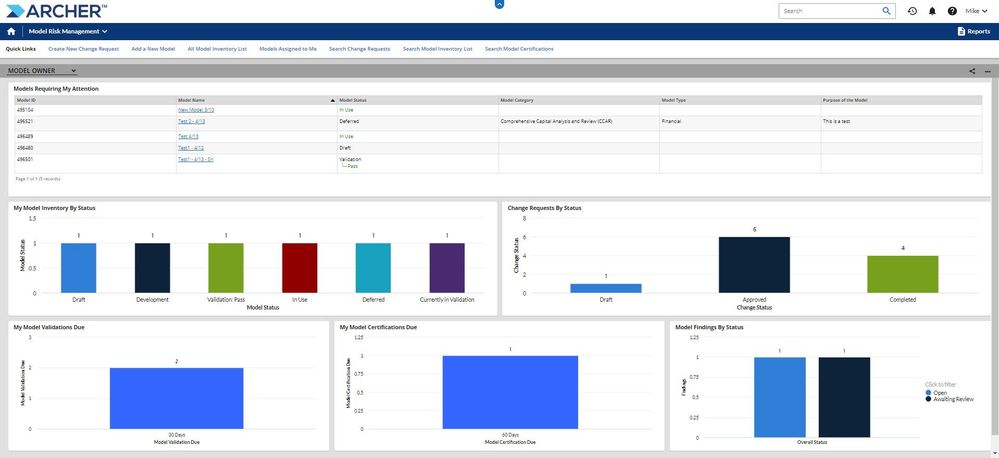 ARCHER™
Search
Mike
Model Risk Management
Reports
Quick Links Create New Change Request Add a New Model All Model Inventory List Models Assigned to Me Search Change Requests Search Model Inventory List Search Model Certifications
MODEL OWNER
Models Requiring My Attention
Model ID Model Name Model Status Model Category Model Type Purpose of the Model
495104 New Model 3/10 In Use
496521 Test 2 - 4/13 Deferred Comprehensive Capital Analysis and Review (CCAR) Financial This is a test
496489 Test 4/13 In Use
496480 Test1 - 4/12 Draft
496501 Test1 - 4/13 - Sri Validation
Pass
Page 1 of 1 (5 records)
My Model Inventory By Status
1.5
1
0.5
0
Model Status
1 1 1 1 1 1
Draft Development Validation: Pass In Use Deferred Currently in Validation
Model Status
Change Requests By Status
8
6
4
2
0
Change Status
1 6 4
Draft Approved Completed
Change Status
My Model Validations Due
3
2
1
0
Model Validations Due
2
30 Days
Model Validation Due
My Model Certifications Due
1.25
1
0.75
0.5
0.25
0
Model Certifications Due
1
60 Days
Model Certification Due
Model Findings By Status
1.25
1
0.75
0.5
0.25
0
Findings
1 1
Overall Status
Click to filter
Open
Awaiting Review